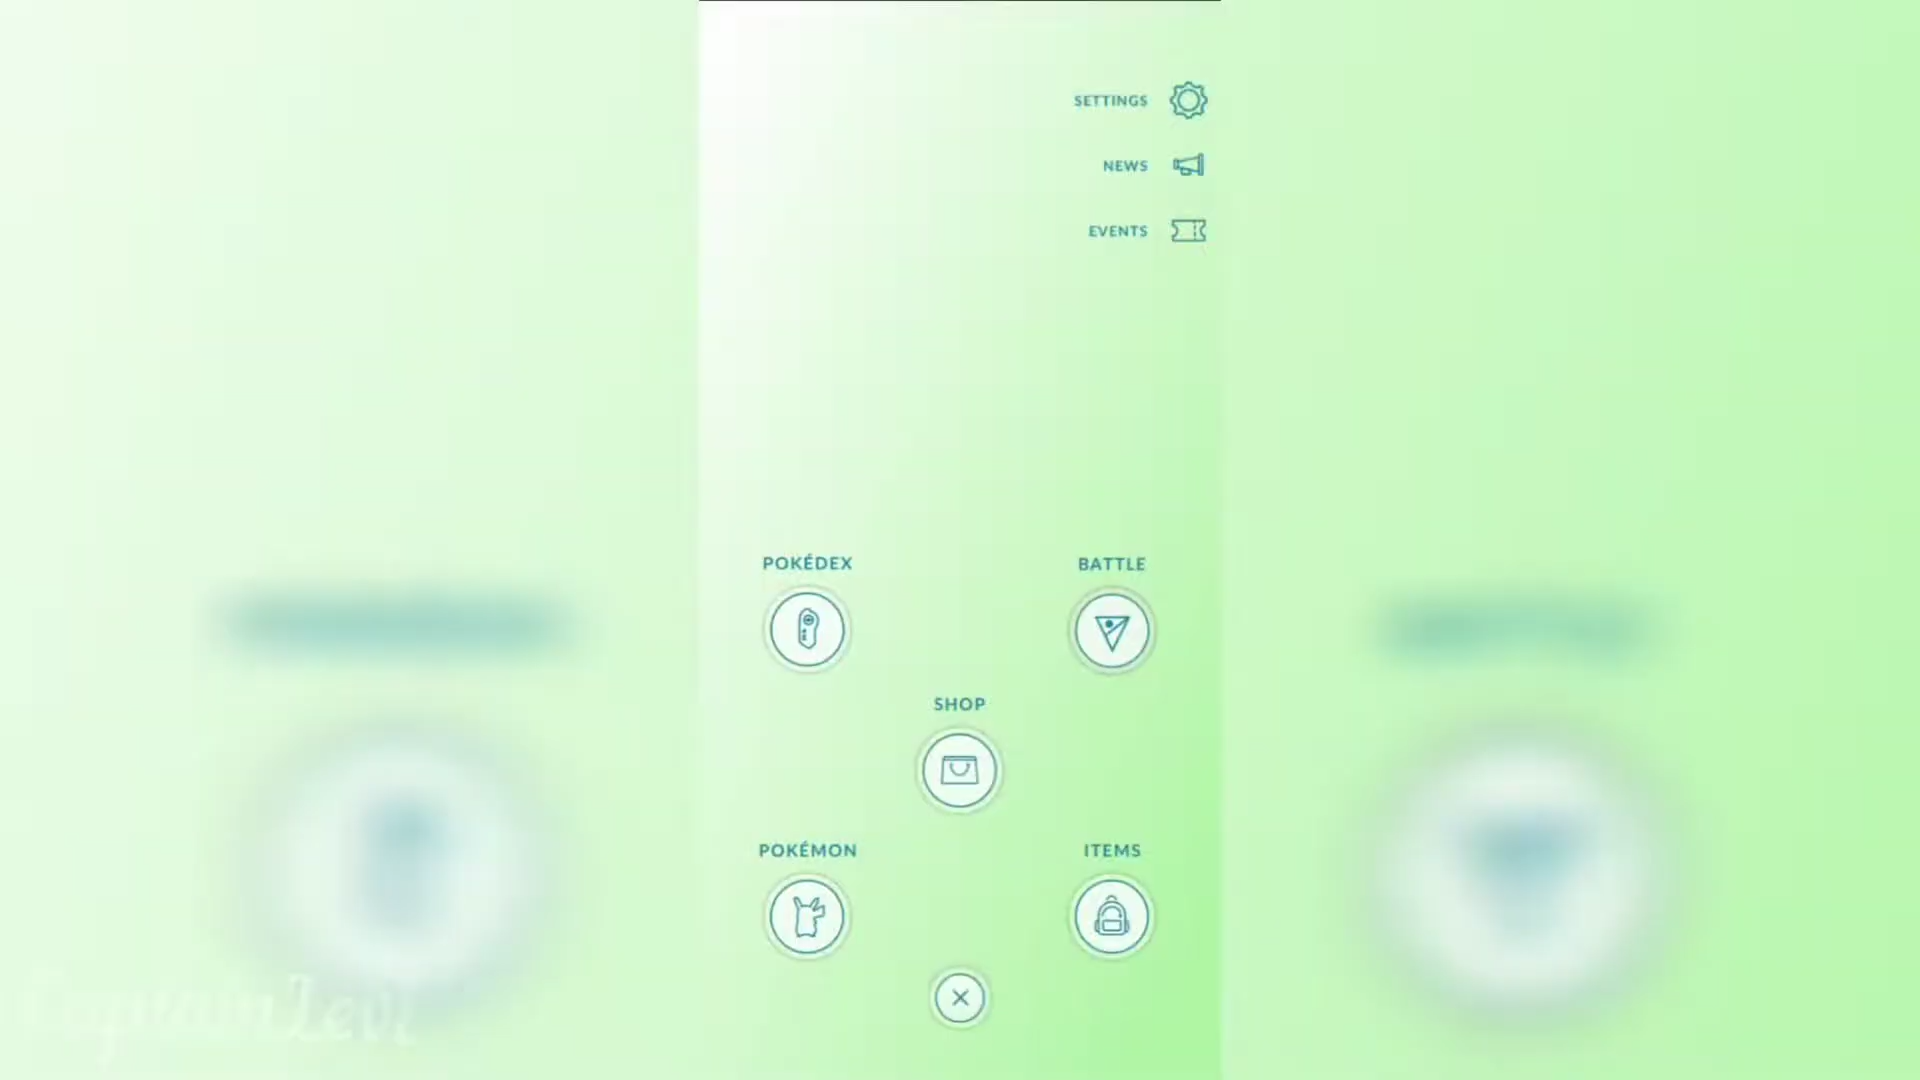 SETTINGS
NEWS
EVENTS
POKÉDEX
BATTLE
SHOP
POKÉMON
ITEMS